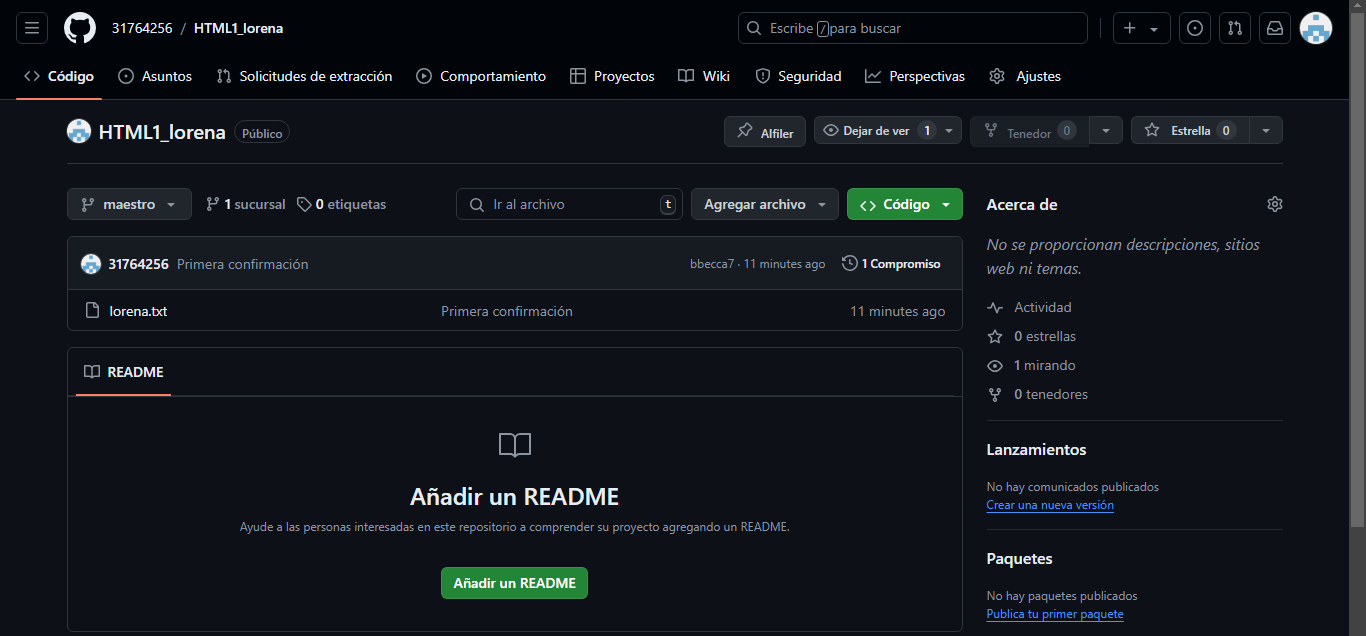 31764256 / HTML1_lorena
Escribe / para buscar
Código Asuntos Solicitudes de extracción Comportamiento Proyectos Wiki Seguridad Perspectivas Ajustes
HTML1_lorena Público
Alfiler Dejar de ver 1 Tenedor 0 Estrella 0
maestro 1 sucursal 0 etiquetas Ir al archivo t Agregar archivo Código
31764256 Primera confirmación bbecca7 · 11 minutes ago 1 Compromiso
lorena.txt Primera confirmación 11 minutes ago
README
Añadir un README
Ayude a las personas interesadas en este repositorio a comprender su proyecto agregando un README.
Añadir un README
Acerca de
No se proporcionan descripciones, sitios
web ni temas.
Actividad
0 estrellas
1 mirando
0 tenedores
Lanzamientos
No hay comunicados publicados
Crear una nueva versión
Paquetes
No hay paquetes publicados
Publica tu primer paquete